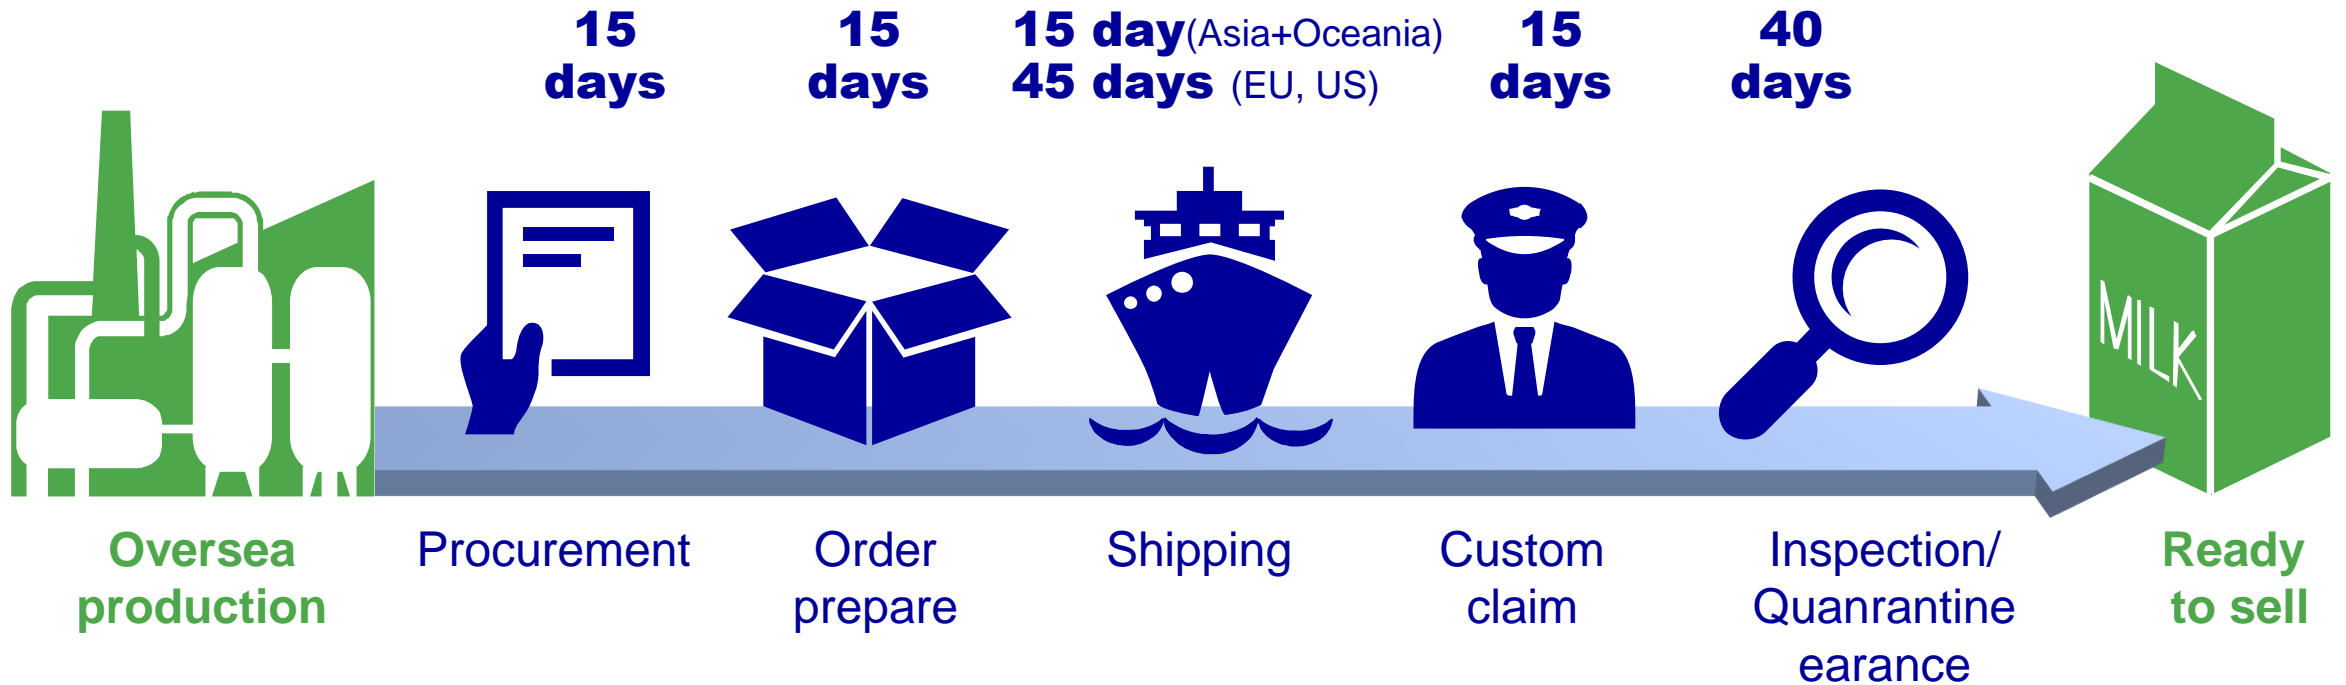 15
days
15
days
15 day(Asia+Oceania)
45 days (EU, US)
15
days
40
days
MILK
Oversea
production
Procurement
Order
prepare
Shipping
Custom
claim
Inspection/
Quanrantine
earance
Ready
to sell